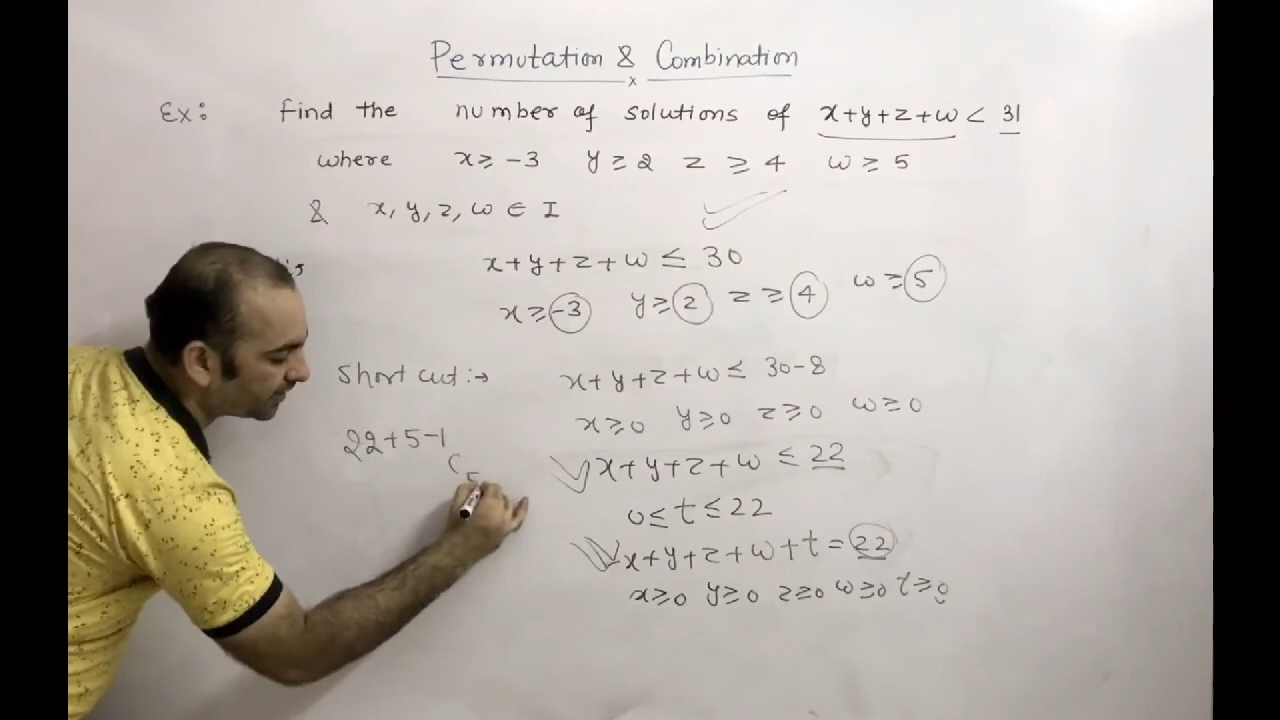 Permutation & Combination
x
Ex: find the number of solutions of x+y+z+w < 31
where x ≥ -3 y ≥ 2 z ≥ 4 w ≥ 5
& x, y, z, w ∈ I
x+y+z+w ≤ 30
x ≥ -3 y ≥ 2 z ≥ 4 w ≥ 5
Short cut :→ x+y+z+w ≤ 30-8
x ≥ 0 y ≥ 0 z ≥ 0 w ≥ 0
22+5-1
C 5
x+y+z+w ≤ 22
0 ≤ t ≤ 22
x+y+z+w+t = 22
x ≥ 0 y ≥ 0 z ≥ 0 w ≥ 0 t ≥ 0